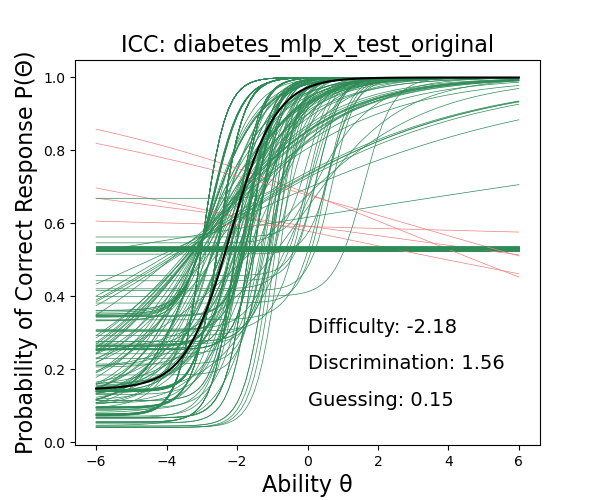 ICC: diabetes_mlp_x_test_original
Probability of Correct Response P(Θ)
1.0
0.8
0.6
0.4
0.2
0.0
Difficulty: -2.18
Discrimination: 1.56
Guessing: 0.15
−6 −4 −2 0 2 4 6
Ability θ